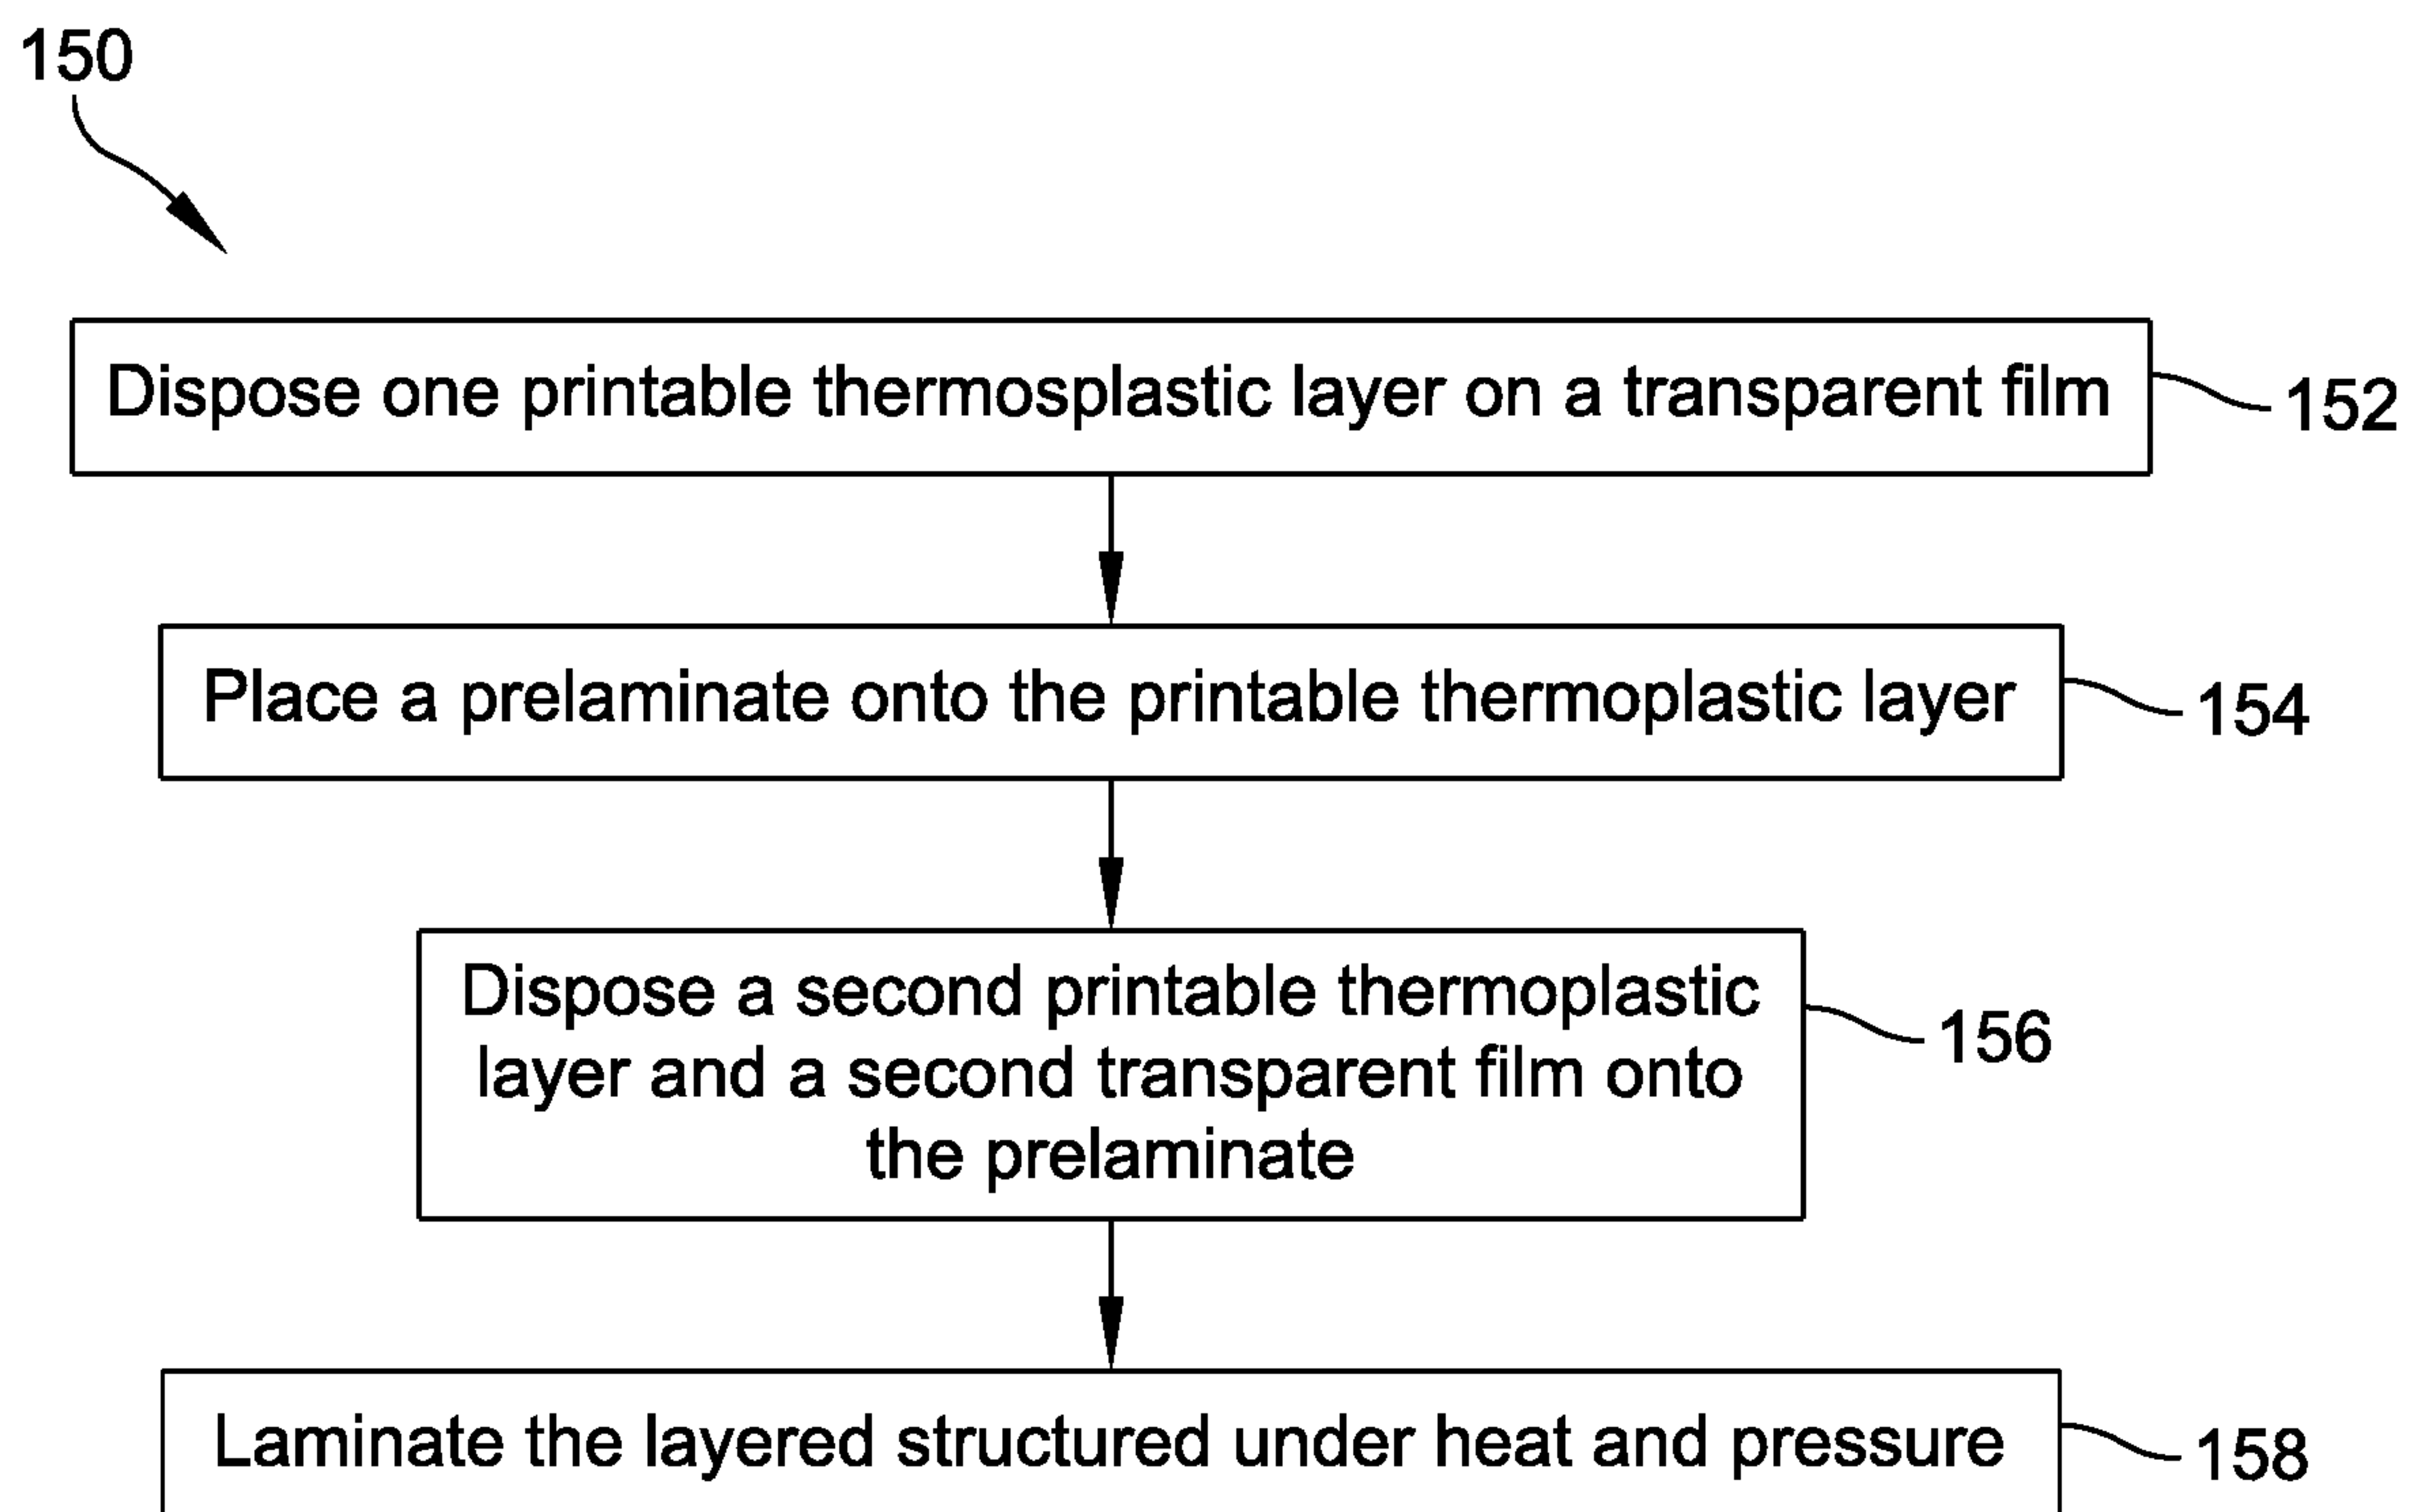 150
Dispose one printable thermosplastic layer on a transparent film
152
Place a prelaminate onto the printable thermoplastic layer
154
Dispose a second printable thermoplastic
layer and a second transparent film onto
the prelaminate
156
Laminate the layered structured under heat and pressure
158